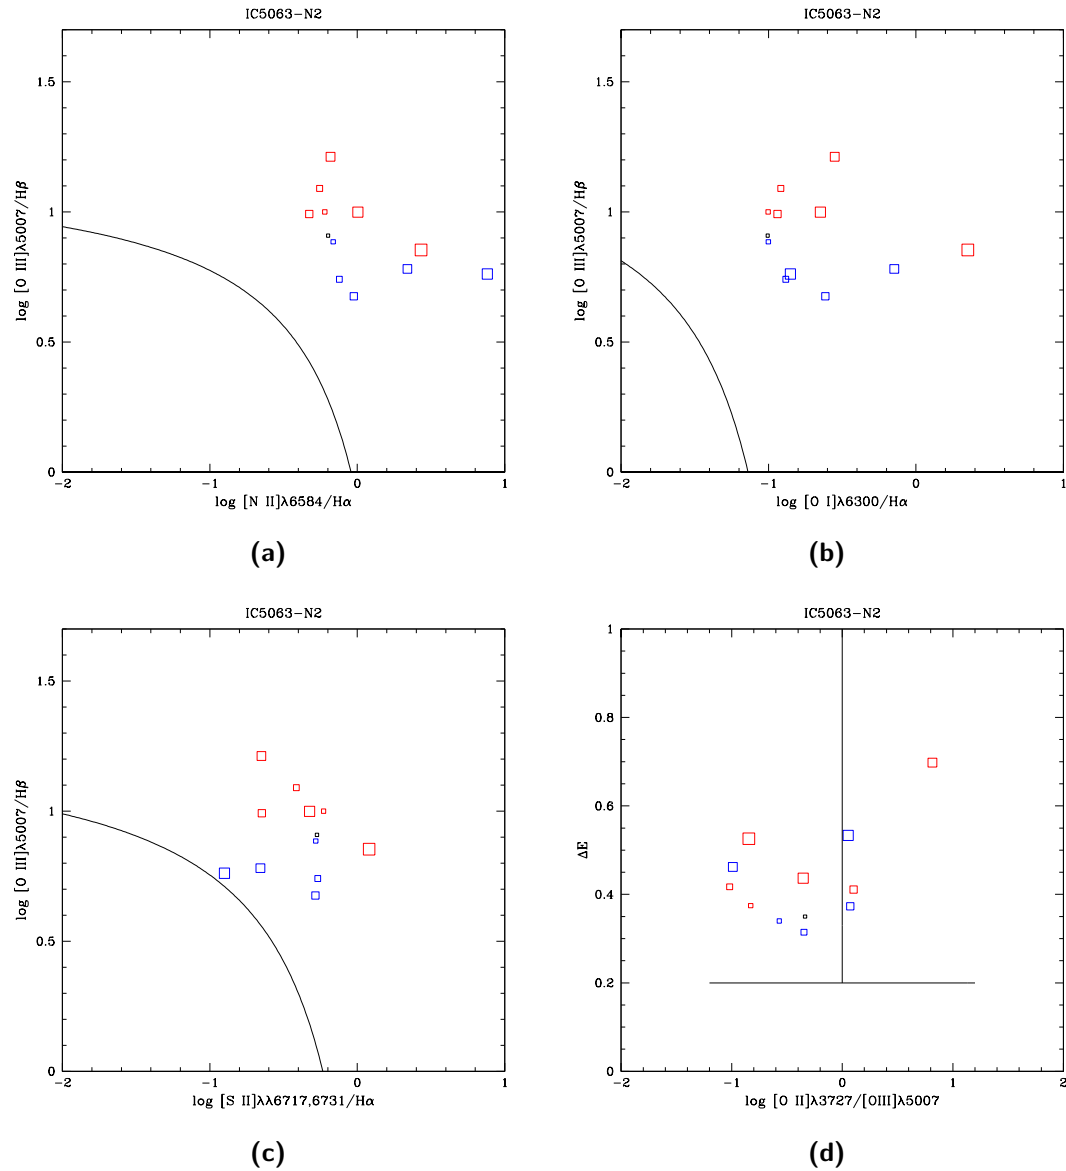 IC5063-N2 IC5063-N2
1.5 1.5
log [O III]λ5007/Hβ log [O III]λ5007/Hβ
1 1
0.5 0.5
0 0
-2 -1 0 1 -2 -1 0 1
log [N II]λ6584/Hα log [O I]λ6300/Hα
(a) (b)
IC5063-N2 IC5063-N2
1
1.5
0.8
log [O III]λ5007/Hβ ΔE
1 0.6
0.4
0.5
0.2
0 0
-2 -1 0 1 -2 -1 0 1 2
log [S II]λλ6717,6731/Hα log [O II]λ3727/[OIII]λ5007
(c) (d)